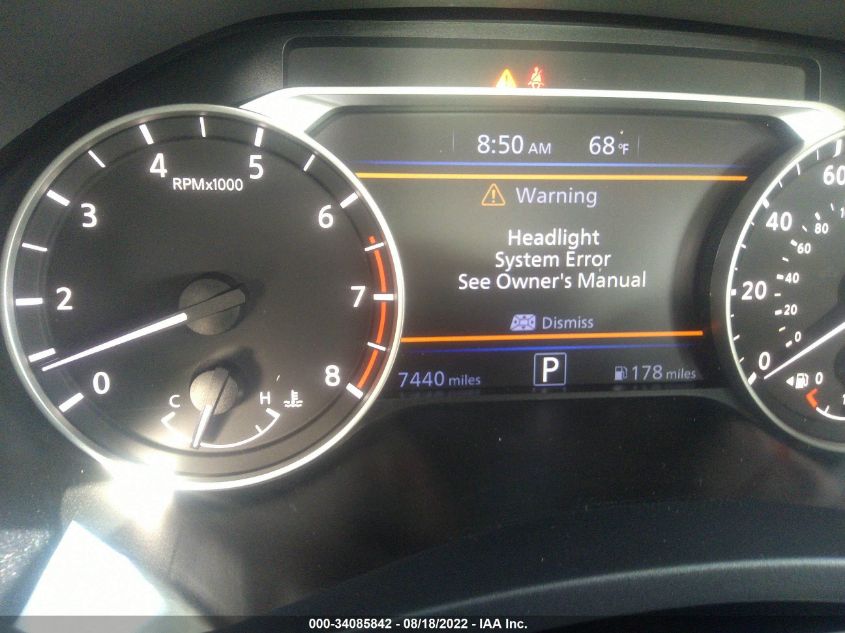 8:50 AM 68°F
Warning
Headlight
System Error
See Owner's Manual
Dismiss
7440 miles P 178 miles
4 5
RPMx1000
3 6
2 7
0 8
C H
60
40 80
60
20 40
20
0 0
0
000-34085842 - 08/18/2022 - IAA Inc.